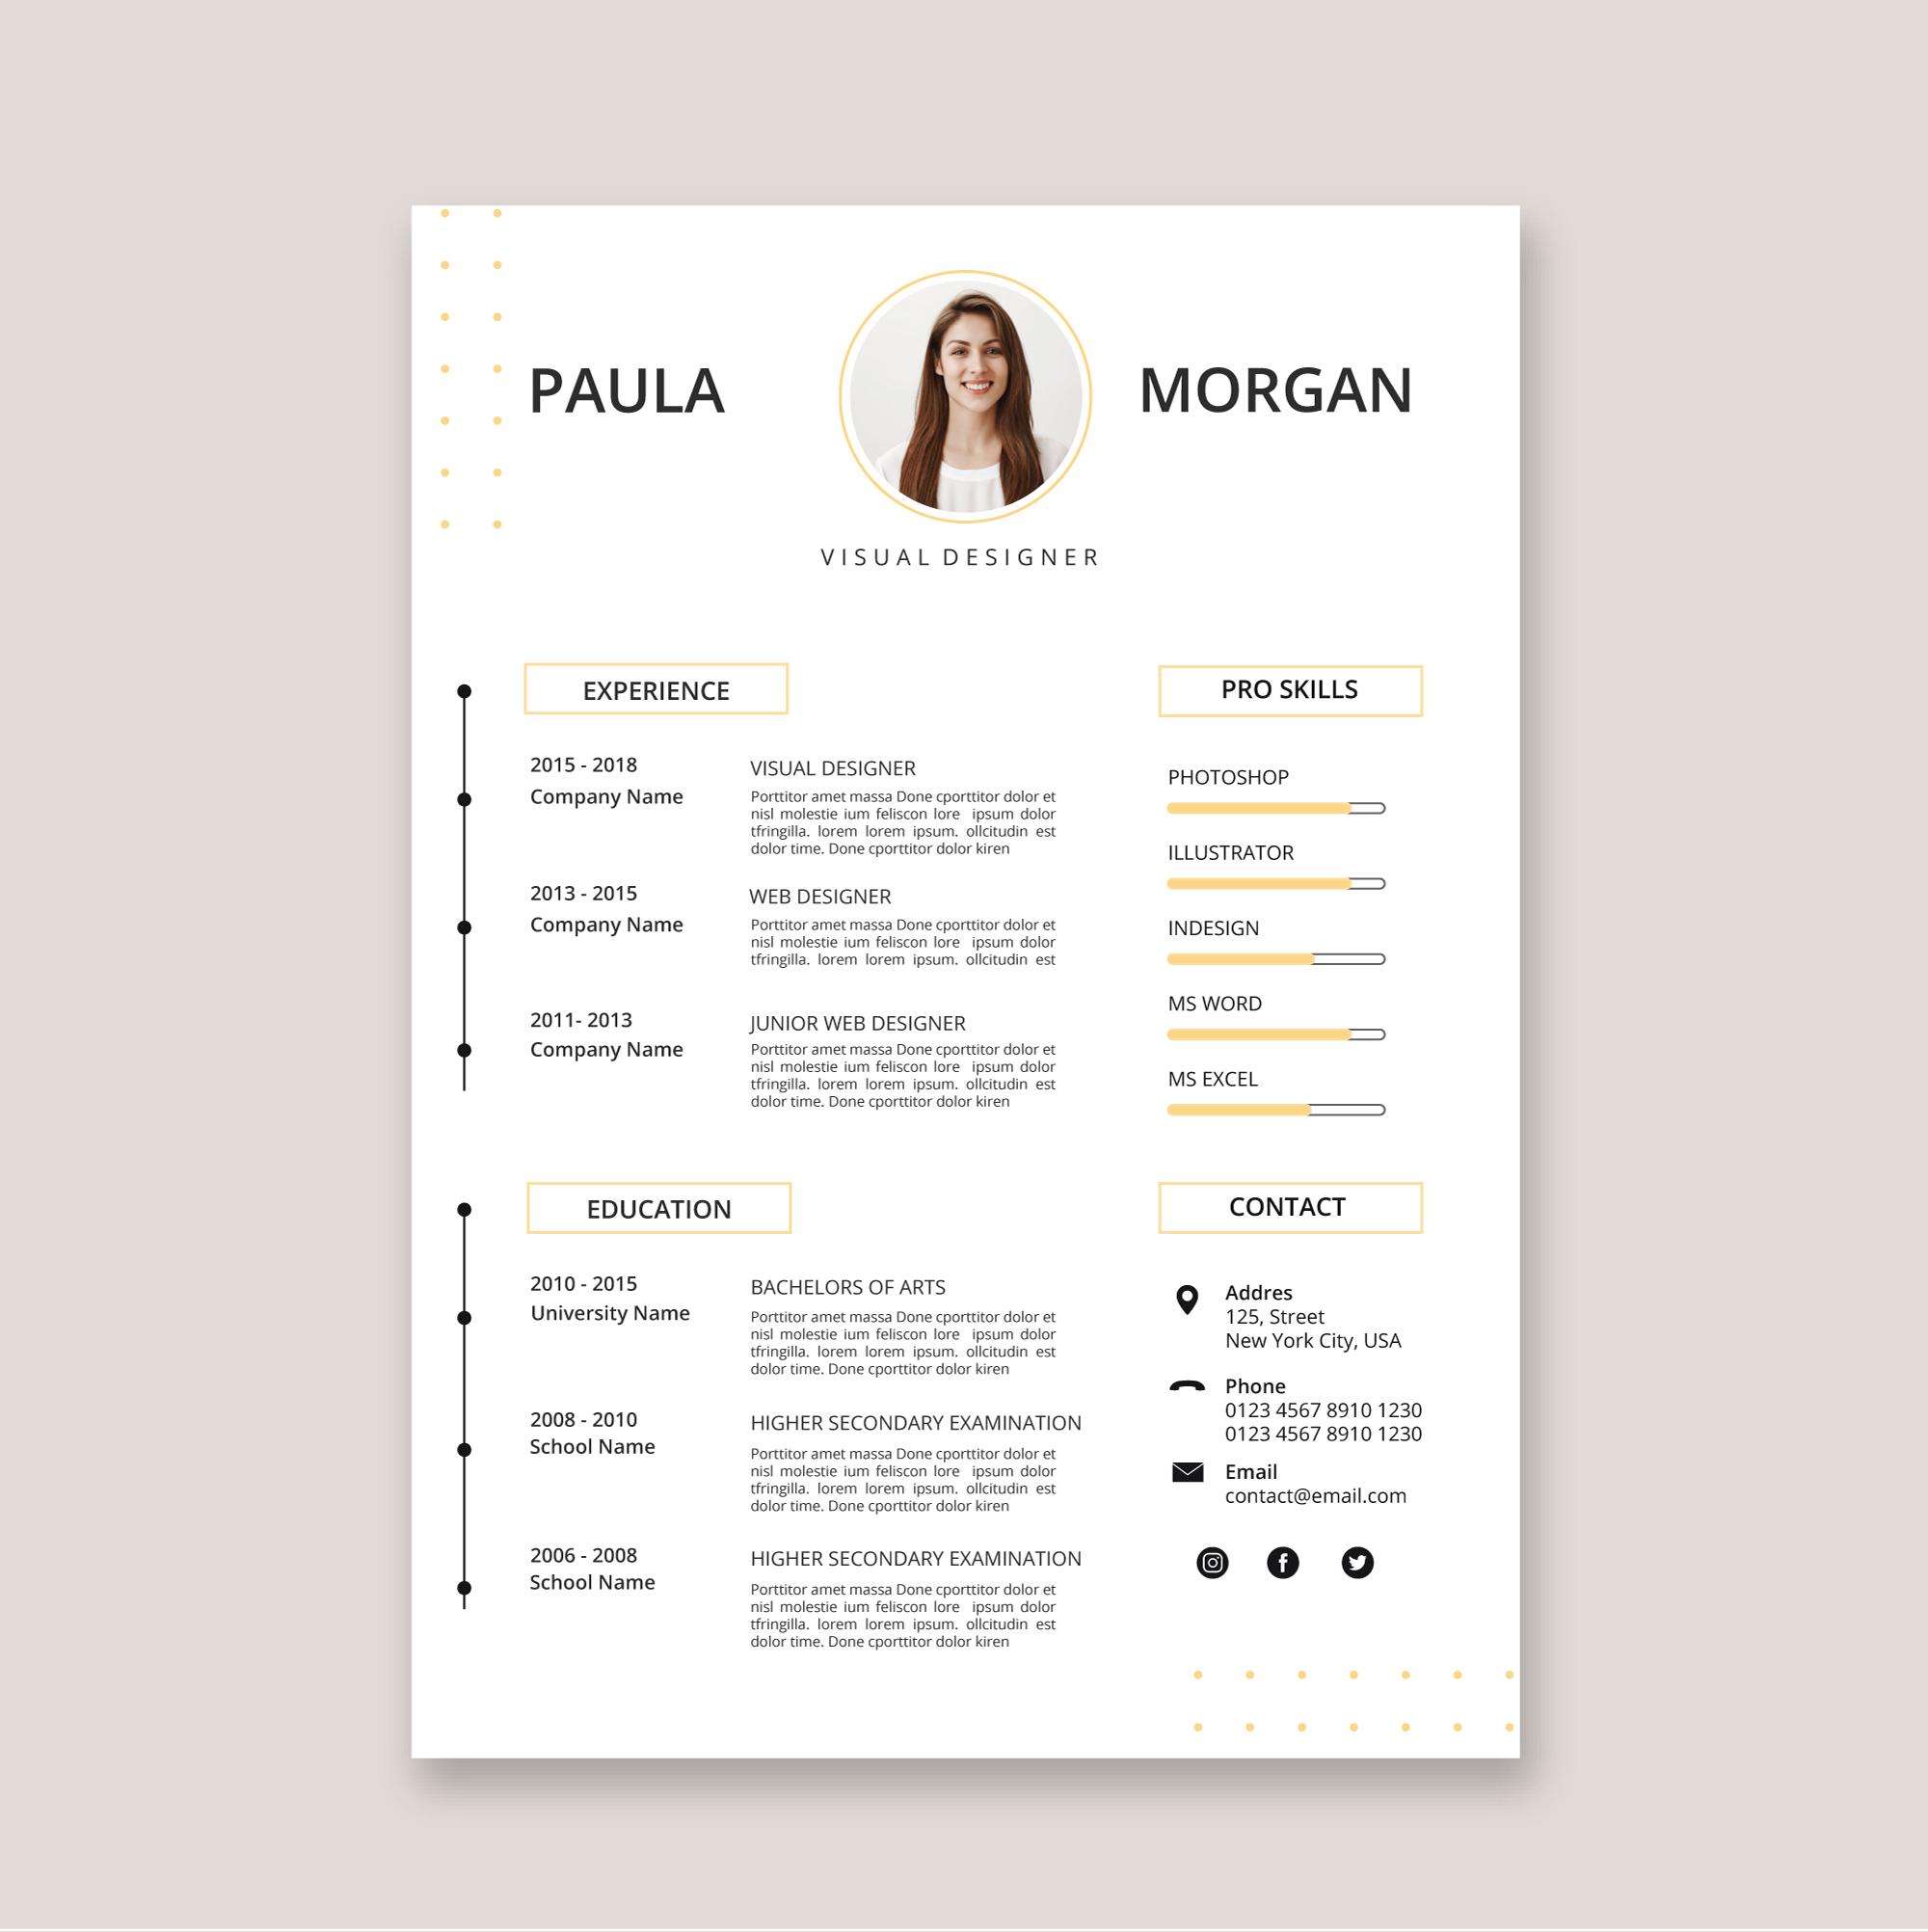 PAULA
MORGAN
VISUAL DESIGNER
EXPERIENCE
2015 - 2018
Company Name
VISUAL DESIGNER
Porttitor amet massa Done cporttitor dolor et
nisl molestie ium feliscon lore ipsum dolor
tfringilla. lorem lorem ipsum. ollcitudin est
dolor time. Done cporttitor dolor kiren
2013 - 2015
Company Name
WEB DESIGNER
Porttitor amet massa Done cporttitor dolor et
nisl molestie ium feliscon lore ipsum dolor
tfringilla. lorem lorem ipsum. ollcitudin est
2011- 2013
Company Name
JUNIOR WEB DESIGNER
Porttitor amet massa Done cporttitor dolor et
nisl molestie ium feliscon lore ipsum dolor
tfringilla. lorem lorem ipsum. ollcitudin est
dolor time. Done cporttitor dolor kiren
EDUCATION
2010 - 2015
University Name
BACHELORS OF ARTS
Porttitor amet massa Done cporttitor dolor et
nisl molestie ium feliscon lore ipsum dolor
tfringilla. lorem lorem ipsum. ollcitudin est
dolor time. Done cporttitor dolor kiren
2008 - 2010
School Name
HIGHER SECONDARY EXAMINATION
Porttitor amet massa Done cporttitor dolor et
nisl molestie ium feliscon lore ipsum dolor
tfringilla. lorem lorem ipsum. ollcitudin est
dolor time. Done cporttitor dolor kiren
2006 - 2008
School Name
HIGHER SECONDARY EXAMINATION
Porttitor amet massa Done cporttitor dolor et
nisl molestie ium feliscon lore ipsum dolor
tfringilla. lorem lorem ipsum. ollcitudin est
dolor time. Done cporttitor dolor kiren
PRO SKILLS
PHOTOSHOP
ILLUSTRATOR
INDESIGN
MS WORD
MS EXCEL
CONTACT
Addres
125, Street
New York City, USA
Phone
0123 4567 8910 1230
0123 4567 8910 1230
Email
contact@email.com